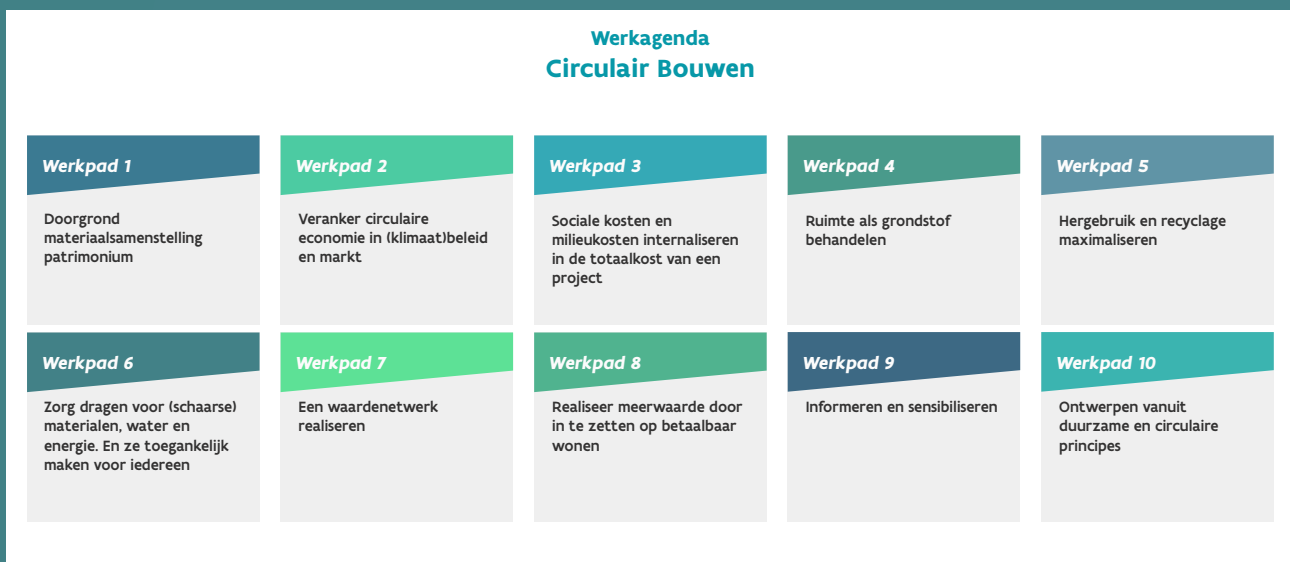 Werkagenda
Circulair Bouwen
Werkpad 1
Doorgrond
materiaalsamenstelling
patrimonium
Werkpad 2
Veranker circulaire
economie in (klimaat)beleid
en markt
Werkpad 3
Sociale kosten en
milieukosten internaliseren
in de totaalkost van een
project
Werkpad 4
Ruimte als grondstof
behandelen
Werkpad 5
Hergebruik en recyclage
maximaliseren
Werkpad 6
Zorg dragen voor (schaarse)
materialen, water en
energie. En ze toegankelijk
maken voor iedereen
Werkpad 7
Een waardenetwerk
realiseren
Werkpad 8
Realiseer meerwaarde door
in te zetten op betaalbaar
wonen
Werkpad 9
Informeren en sensibiliseren
Werkpad 10
Ontwerpen vanuit
duurzame en circulaire
principes